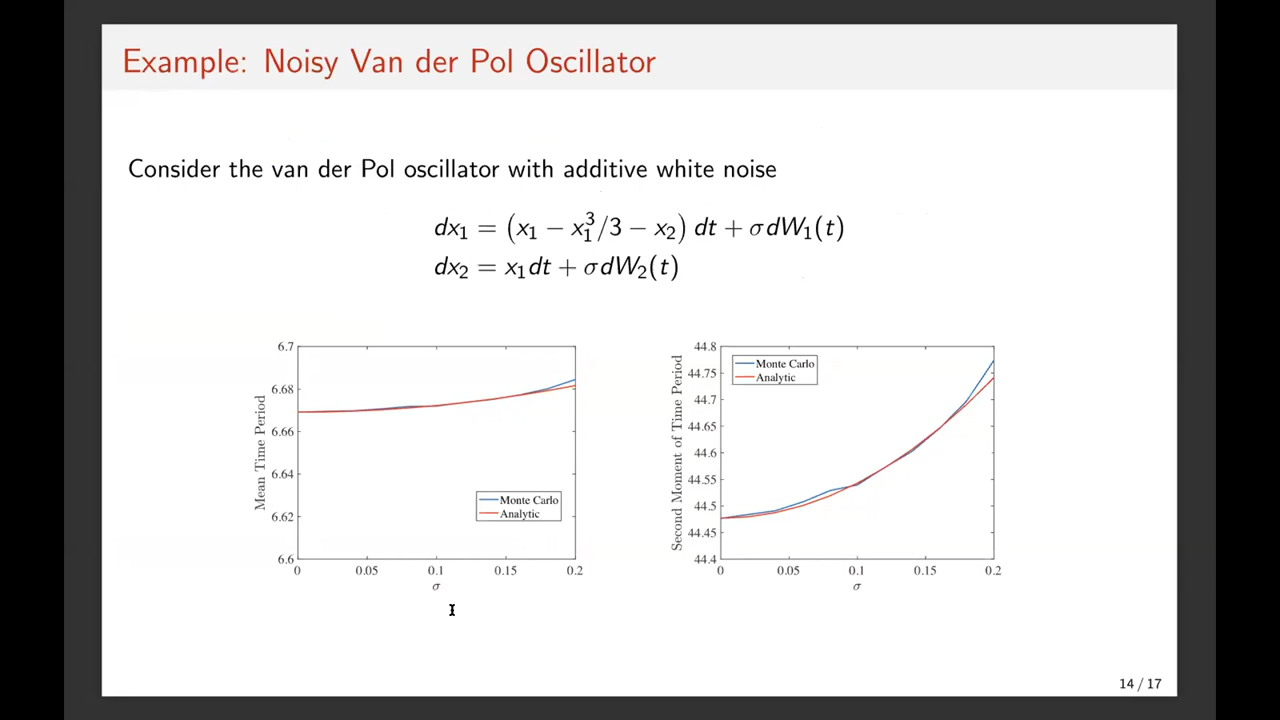 Example: Noisy Van der Pol Oscillator
Consider the van der Pol oscillator with additive white noise
dx₁ = (x₁ − x₁³/3 − x₂) dt + σdW₁(t)
dx₂ = x₁dt + σdW₂(t)
6.7
6.68
6.66
6.64
6.62
6.6
Mean Time Period
Monte Carlo
Analytic
0 0.05 0.1 0.15 0.2
σ
44.8
44.75
44.7
44.65
44.6
44.55
44.5
44.45
44.4
Second Moment of Time Period
Monte Carlo
Analytic
0 0.05 0.1 0.15 0.2
σ
14 / 17